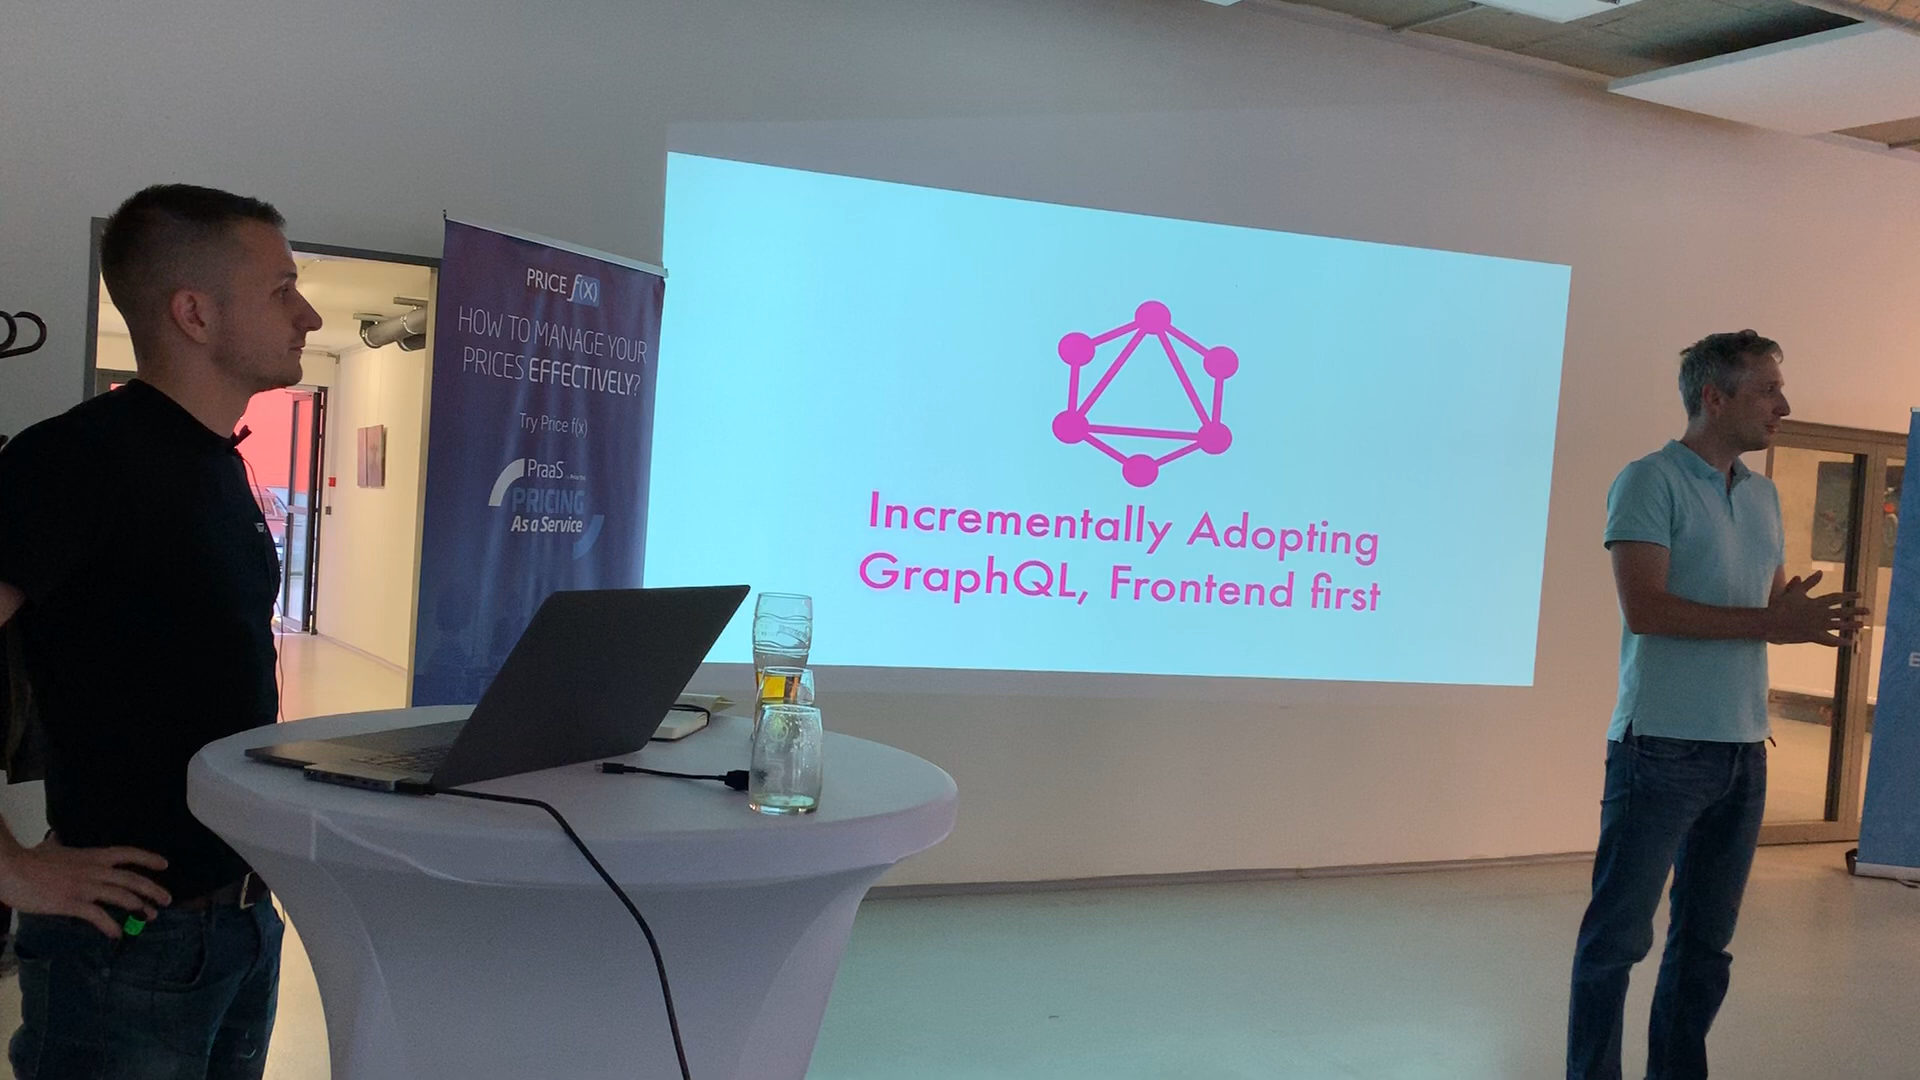 PRICE f(x)
HOW TO MANAGE YOUR
PRICES EFFECTIVELY?
Try Price f(x)
PraaS
PRICING
As a Service
Incrementally Adopting
GraphQL, Frontend first